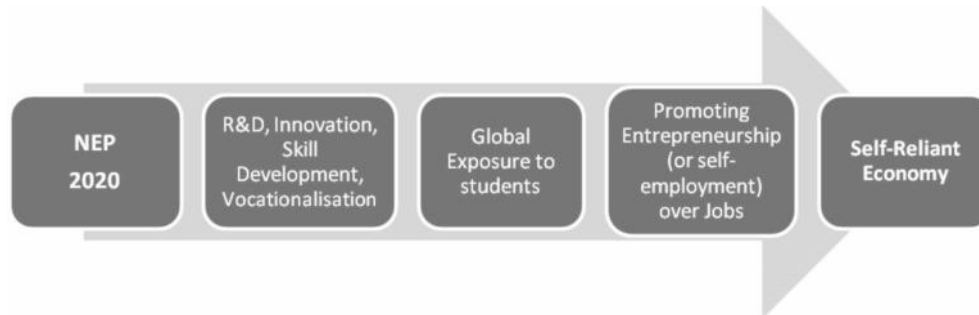 NEP
2020
R&D, Innovation,
Skill
Development,
Vocationalisation
Global
Exposure to
students
Promoting
Entrepreneurship
(or self-
employment)
over Jobs
Self-Reliant
Economy